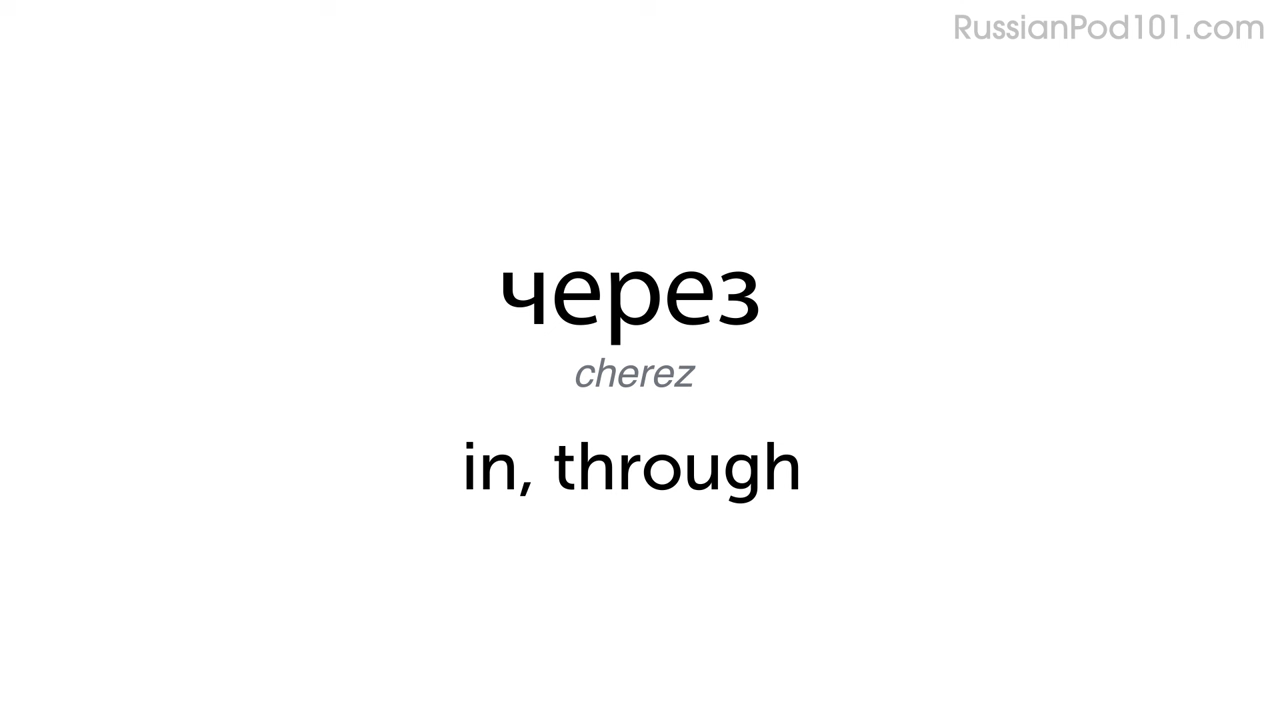 RussianPod101.com
через
cherez
in, through